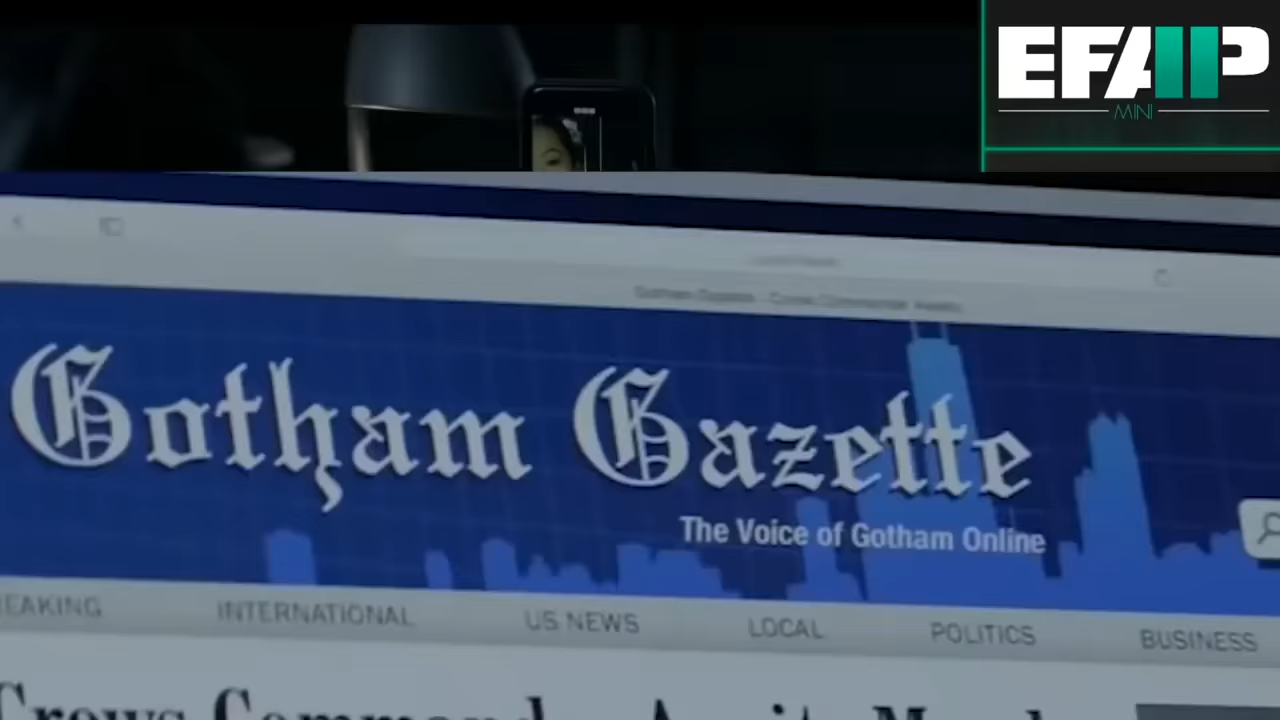 EFAP
MINI
Gotham Gazette
The Voice of Gotham Online
INTERNATIONAL
US NEWS
LOCAL
POLITICS
BUSINESS